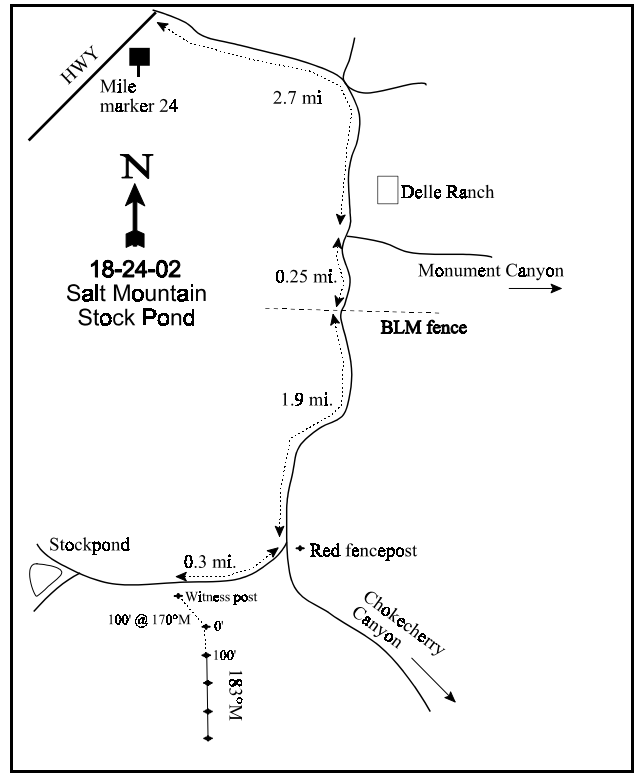 HWY
Mile
marker 24
2.7 mi
N
Delle Ranch
18-24-02
Salt Mountain
Stock Pond
Monument Canyon
0.25 mi.
BLM fence
1.9 mi.
Stockpond
Red fencepost
0.3 mi.
Witness post
100' @ 170°M
0'
100'
183°M
Chokecherry
Canyon